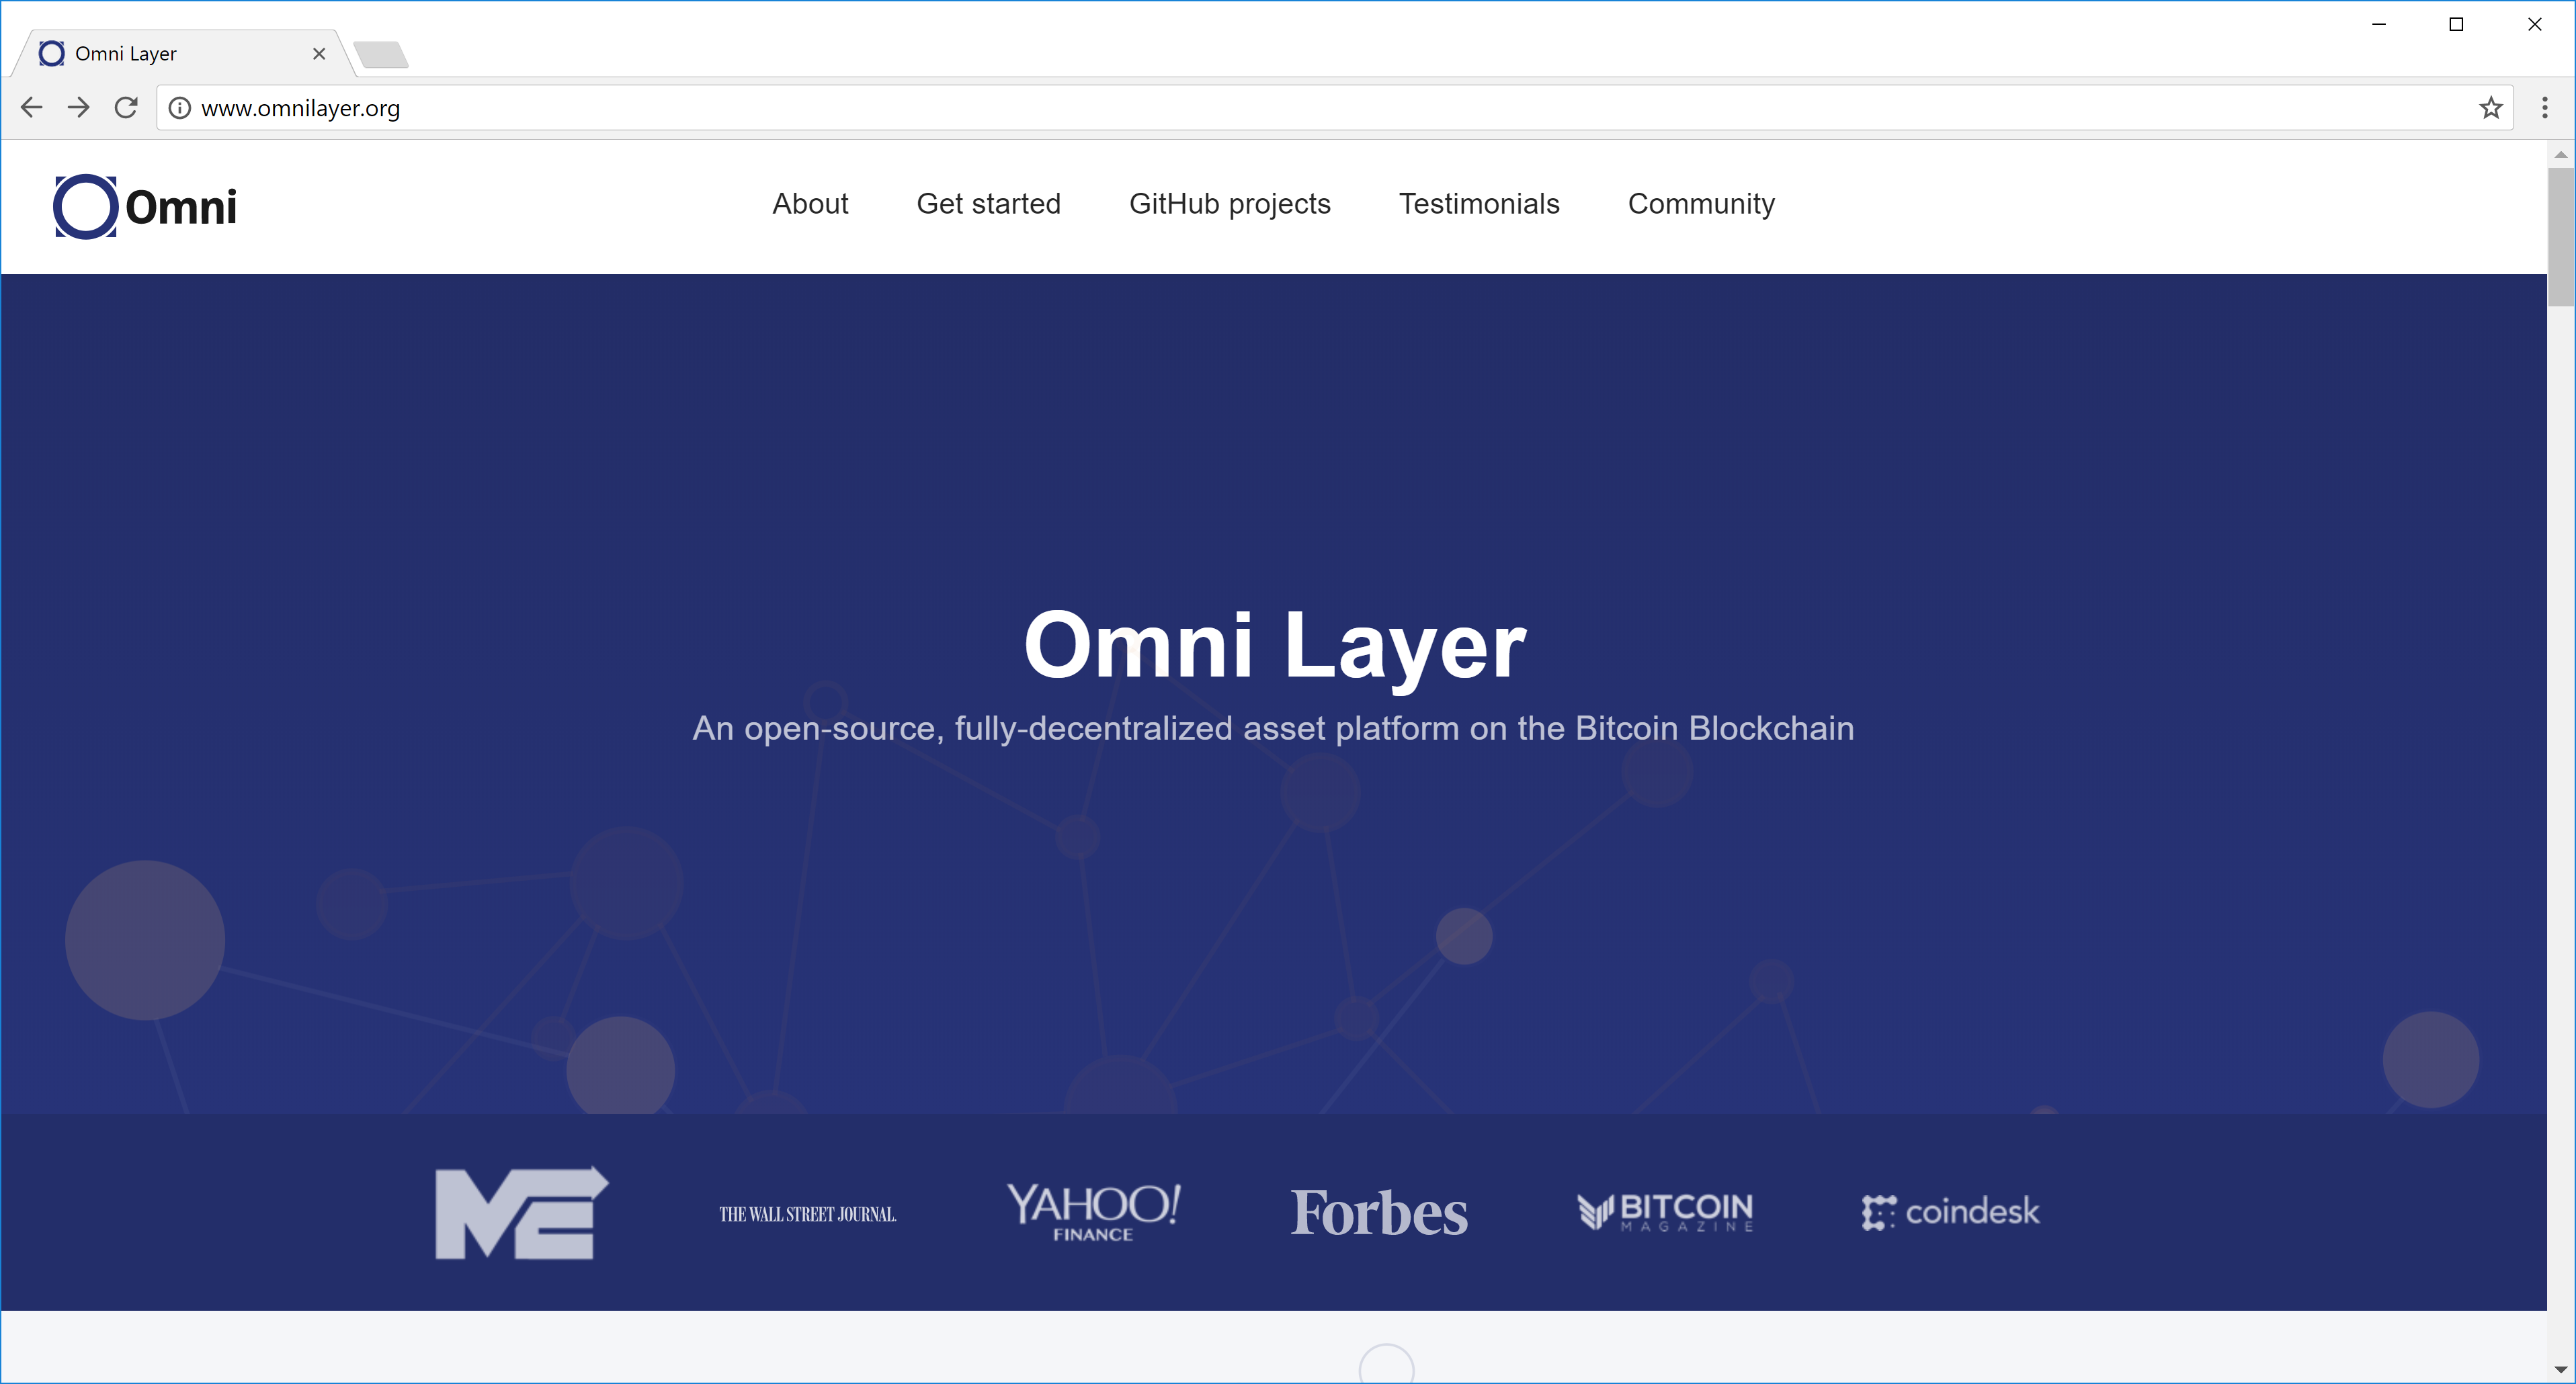 Omni Layer
www.omnilayer.org
Omni
About Get started GitHub projects Testimonials Community
Omni Layer
An open-source, fully-decentralized asset platform on the Bitcoin Blockchain
ME THE WALL STREET JOURNAL. YAHOO! FINANCE Forbes BITCOIN MAGAZINE coindesk